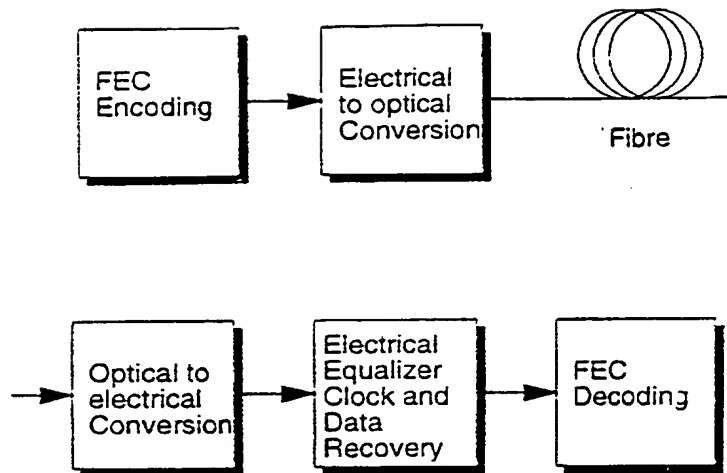 FEC
Encoding
Electrical
to optical
Conversion
Fibre
Optical to
electrical
Conversion
Electrical
Equalizer
Clock and
Data
Recovery
FEC
Decoding